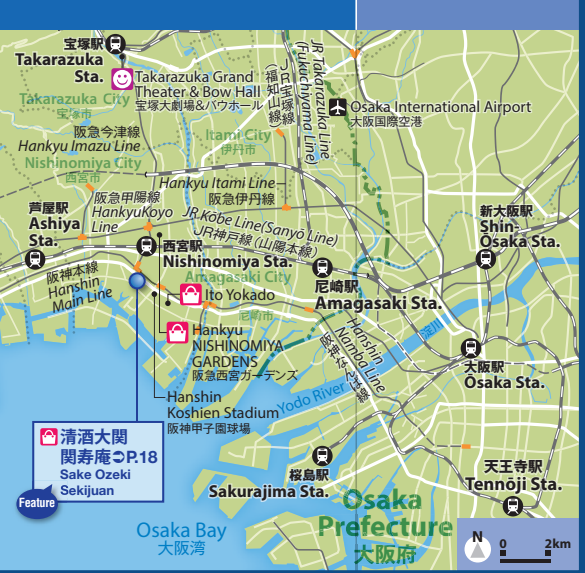 宝塚駅
Takarazuka
Sta.
Takarazuka Grand
Theater & Bow Hall
宝塚大劇場&バウホール
Takarazuka City
宝塚市
阪急今津線
Hankyu Imazu Line
Nishinomiya City
西宮市
JR宝塚線
(福知山線)
JR Takarazuka Line
(Fukuchiyama Line)
Osaka International Airport
大阪国際空港
Itami City
伊丹市
Hankyu Itami Line
阪急伊丹線
阪急甲陽線
HankyuKoyo
Line
芦屋駅
Ashiya
Sta.
JR Kōbe Line(Sanyō Line)
JR神戸線(山陽本線)
西宮駅
Nishinomiya Sta.
新大阪駅
Shin-
Ōsaka Sta.
阪神本線
Hanshin
Main Line
Amagasaki City
尼崎市
Ito Yokado
尼崎駅
Amagasaki Sta.
Hankyu
NISHINOMIYA
GARDENS
阪急西宮ガーデンズ
Hanshin
Namba Line
阪神なんば線
淀川
Yodo River
大阪駅
Ōsaka Sta.
Hanshin
Koshien Stadium
阪神甲子園球場
清酒大関
関寿庵➲P.18
Sake Ozeki
Sekijuan
Feature
桜島駅
Sakurajima Sta.
天王寺駅
Tennōji Sta.
Osaka
Prefecture
大阪府
Osaka Bay
大阪湾
N
0 2km